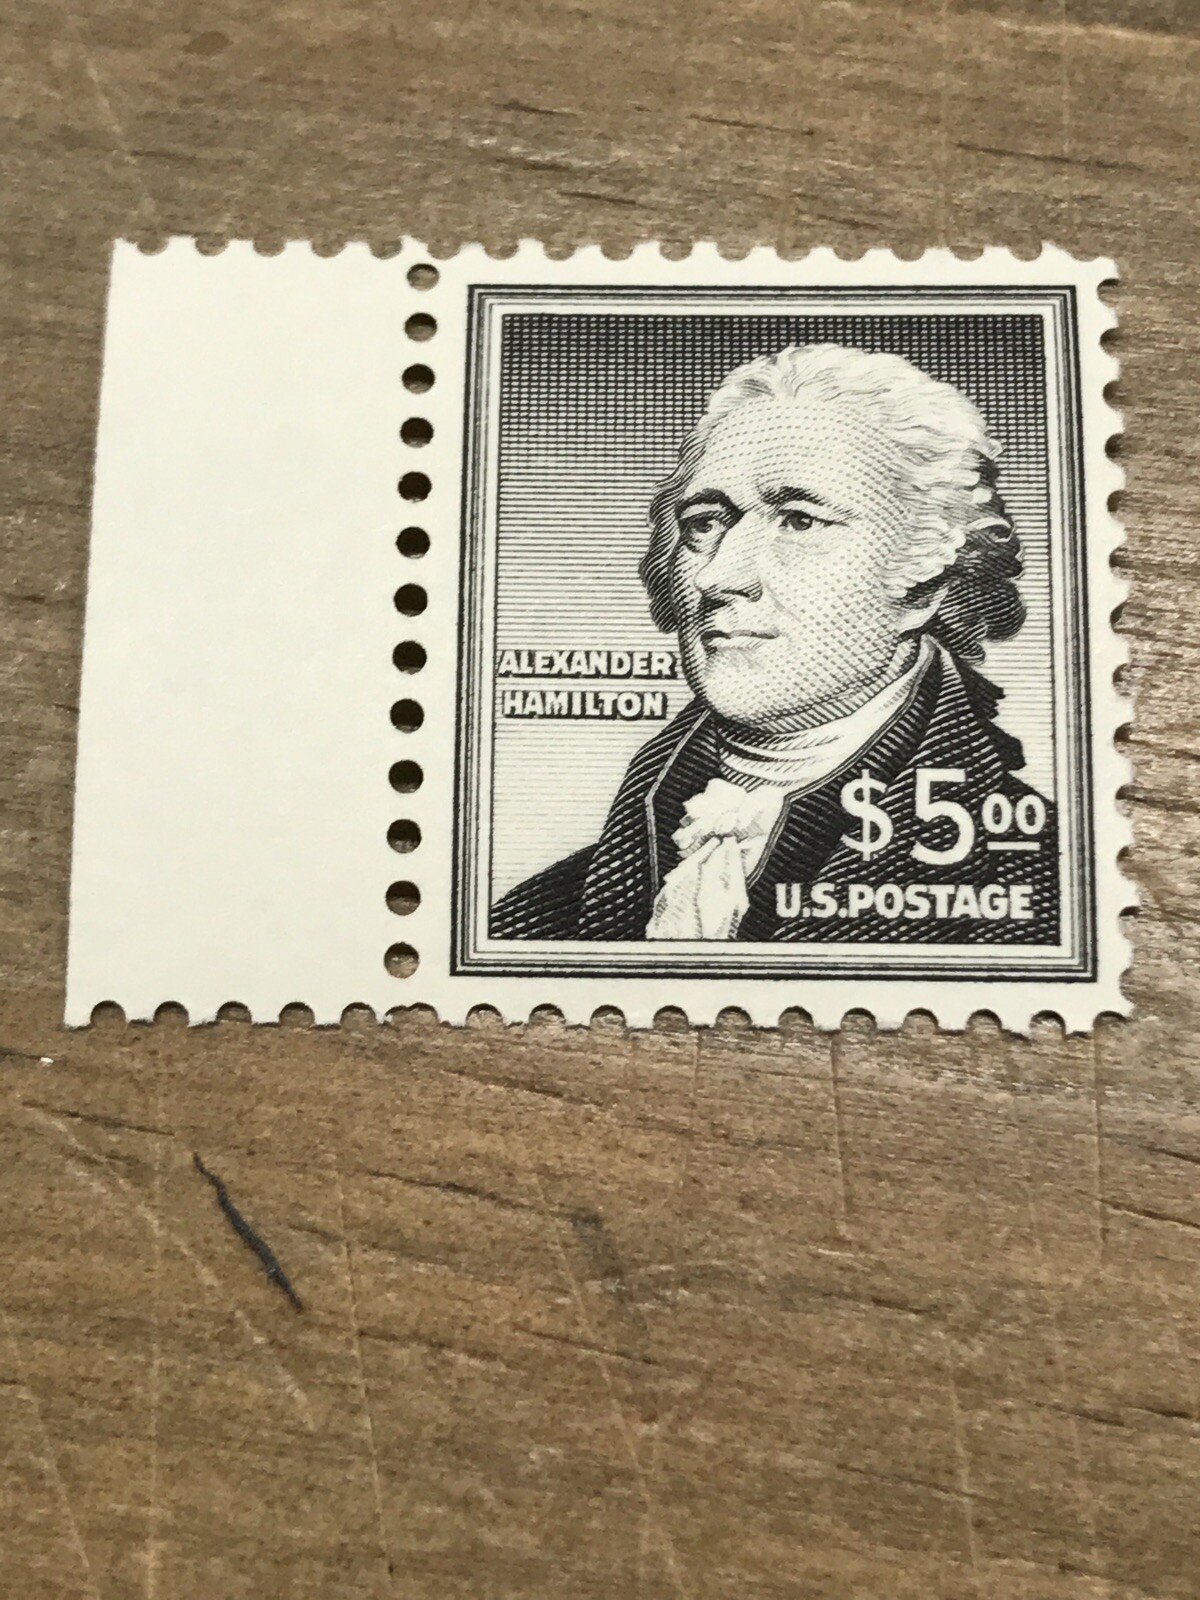 ALEXANDER
HAMILTON
$5 00
U.S.POSTAGE